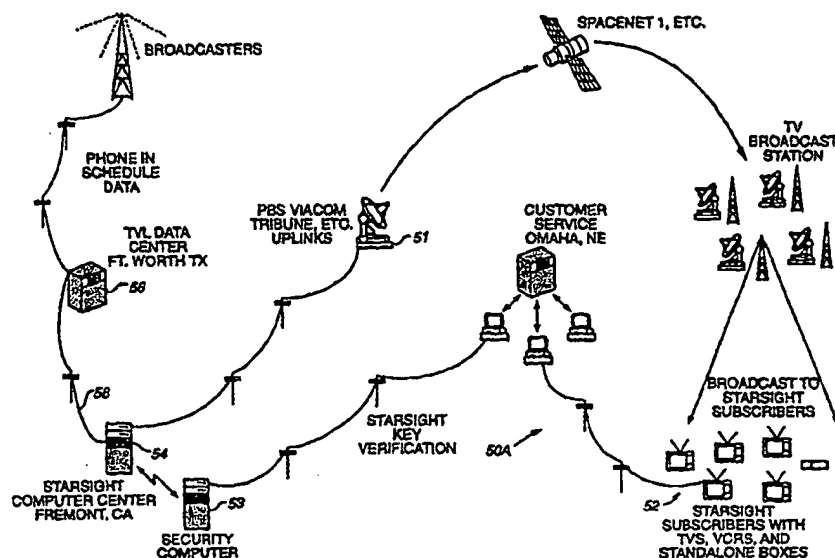 BROADCASTERS
SPACENET 1, ETC.
PHONE IN
SCHEDULE
DATA
TV
BROADCAST
STATION
PBS VIACOM
TRIBUNE, ETC.
UPLINKS
51
CUSTOMER
SERVICE
OMAHA, NE
TVL DATA
CENTER
FT. WORTH TX
56
58
54
STARSIGHT
COMPUTER CENTER
FREMONT, CA
53
SECURITY
COMPUTER
STARSIGHT
KEY
VERIFICATION
50A
BROADCAST TO
STARSIGHT
SUBSCRIBERS
52
STARSIGHT
SUBSCRIBERS WITH
TVS, VCRS, AND
STANDALONE BOXES